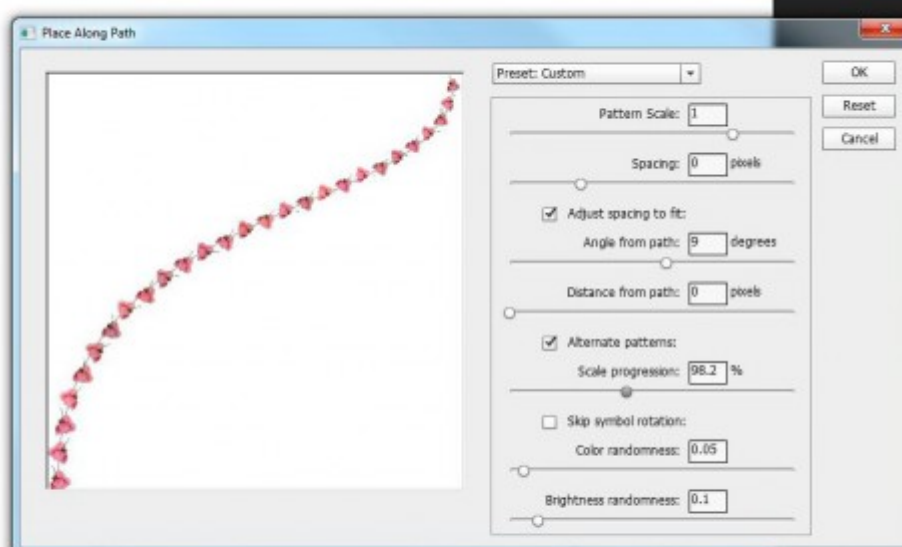 Place Along Path
Preset: Custom
OK
Reset
Cancel
Pattern Scale: 1
Spacing: 0 pixels
Adjust spacing to fit:
Angle from path: 9 degrees
Distance from path: 0 pixels
Alternate patterns:
Scale progression: 98.2 %
Skip symbol rotation:
Color randomness: 0.05
Brightness randomness: 0.1